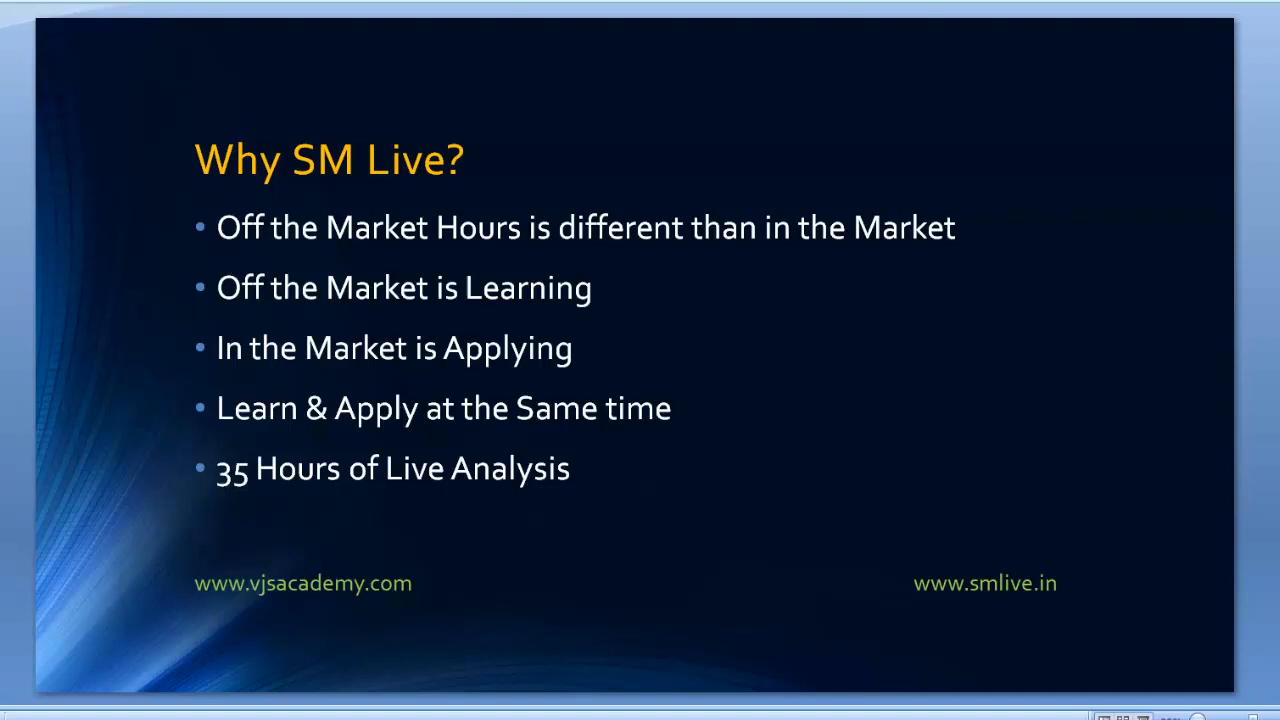 Why SM Live?
• Off the Market Hours is different than in the Market
• Off the Market is Learning
• In the Market is Applying
• Learn & Apply at the Same time
• 35 Hours of Live Analysis
www.vjsacademy.com
www.smlive.in